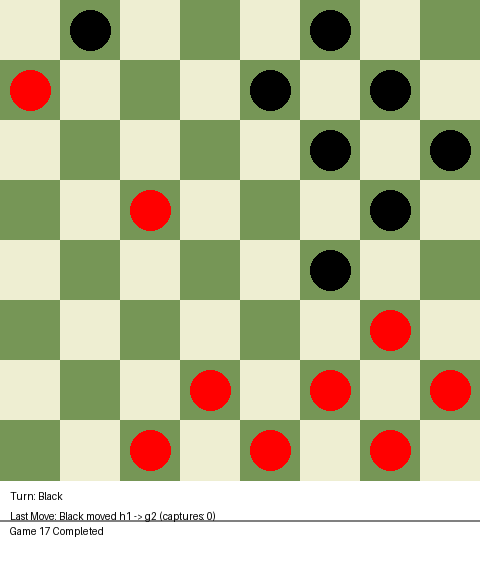 Turn: Black
Last Move: Black moved h1 -> g2 (captures: 0)
Game 17 Completed